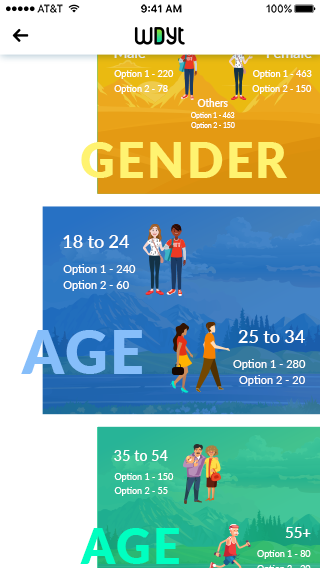 AT&T 9:41 AM 100%
WDyt
Male Female
Option 1 - 220 Option 1 - 463
Option 2 - 78 Option 2 - 150
Others
Option 1 - 463
Option 2 - 150
GENDER
18 to 24
Option 1 - 240
Option 2 - 60
AGE
25 to 34
Option 1 - 280
Option 2 - 20
35 to 54
Option 1 - 150
Option 2 - 55
AGE
55+
Option 1 - 80
Option 2 - 20